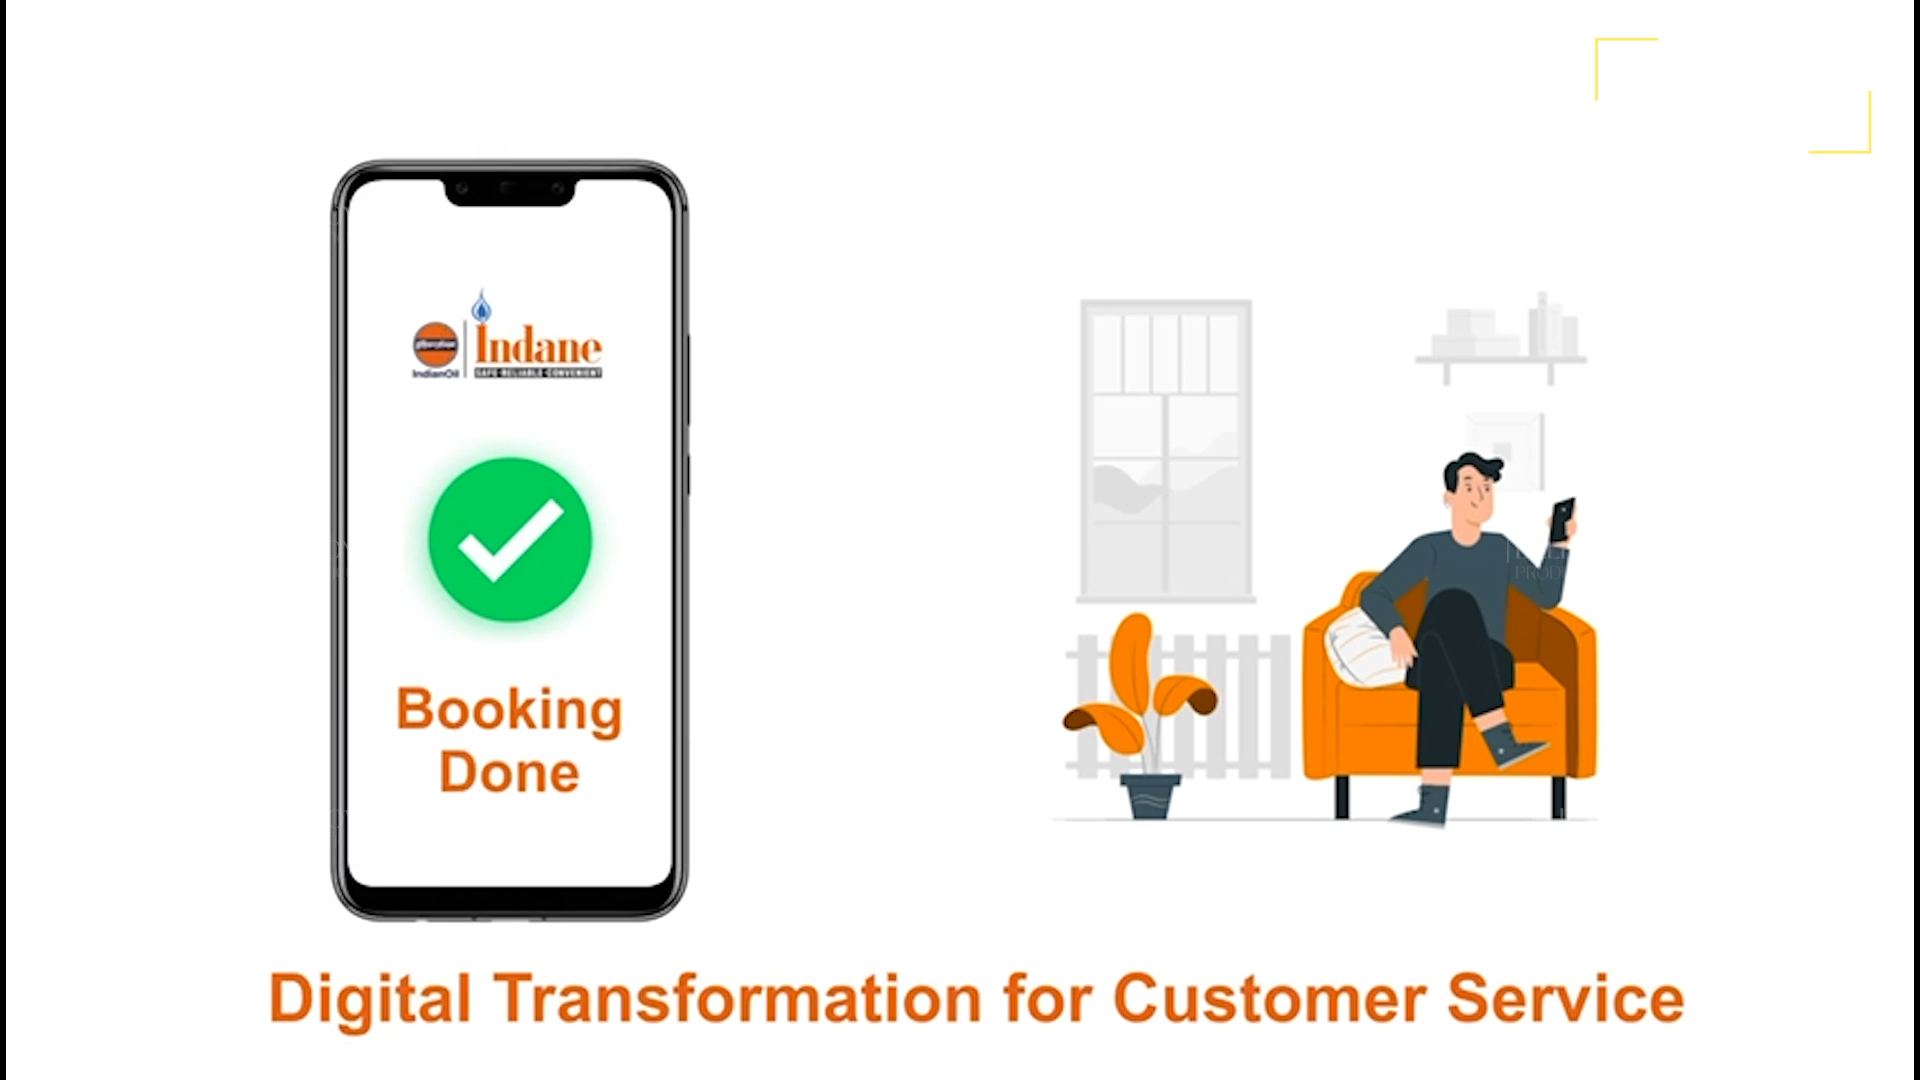 Indane
IndianOil
SAFE·RELIABLE·CONVENIENT
Booking
Done
Digital Transformation for Customer Service